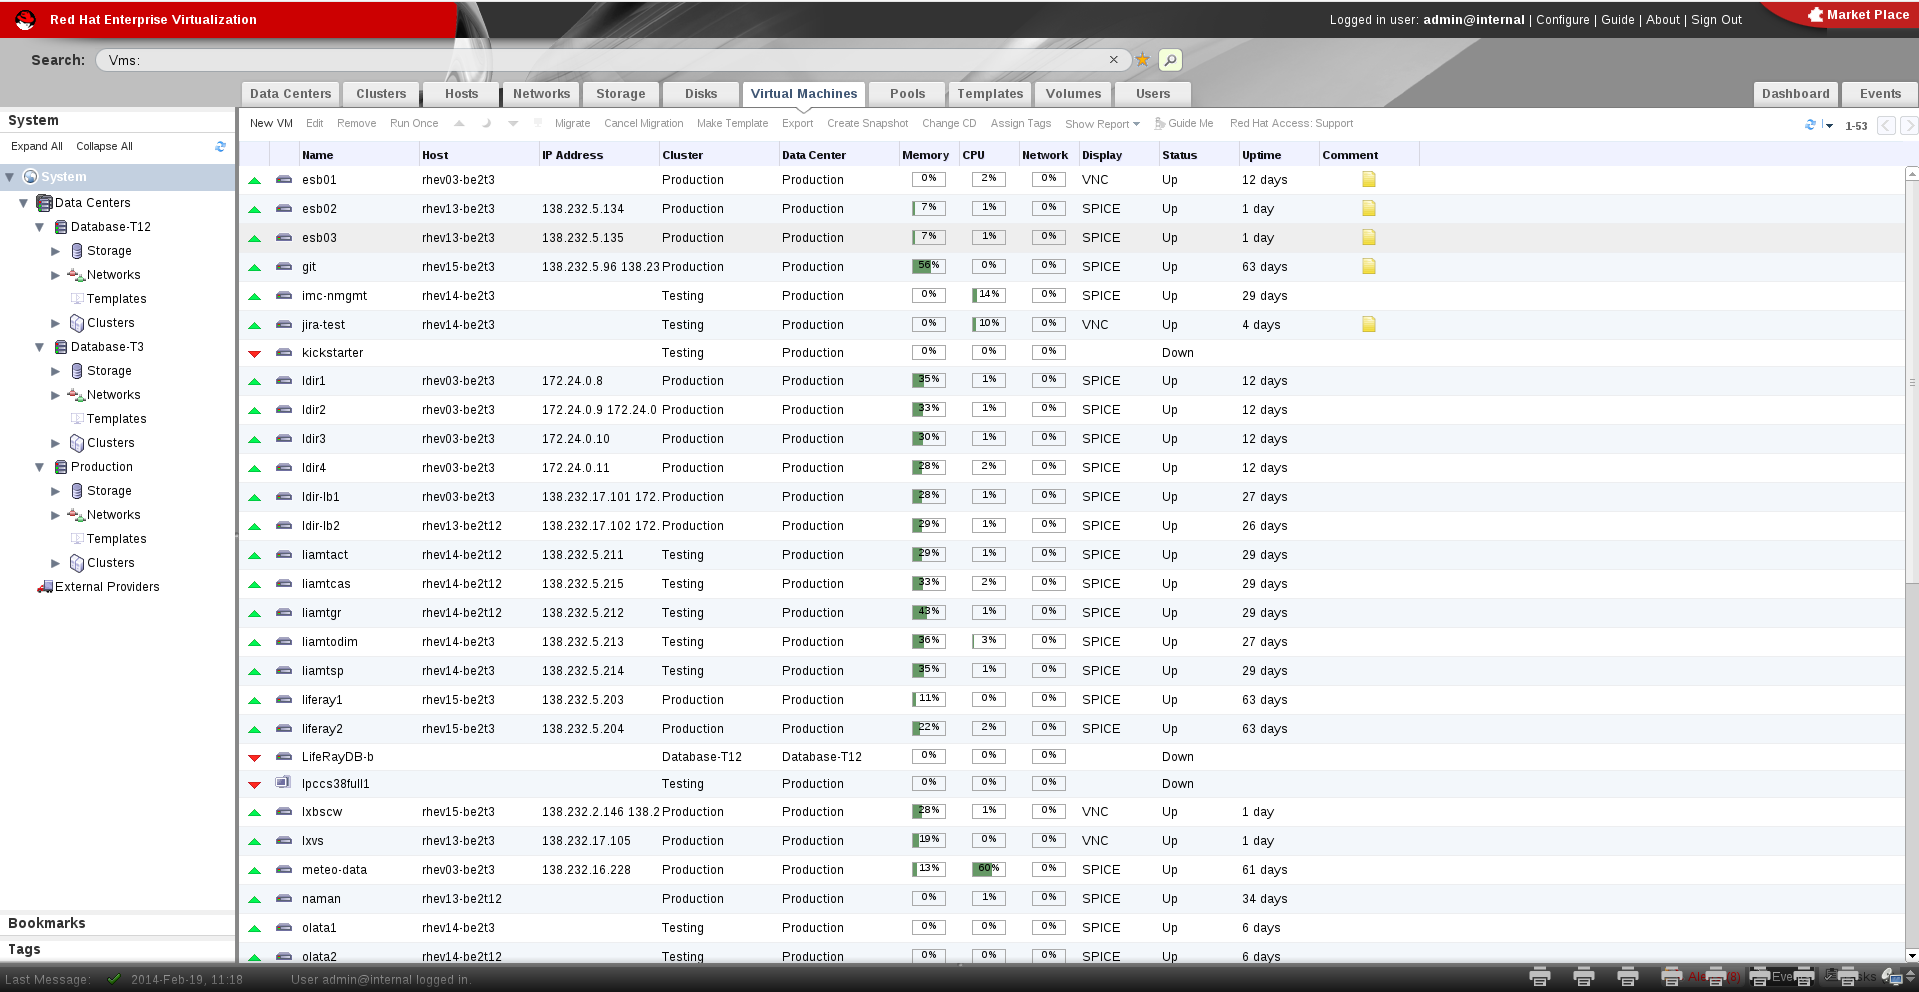 Red Hat Enterprise Virtualization
Logged in user: admin@internal | Configure | Guide | About | Sign Out
Market Place
Search: Vms:
Data Centers Clusters Hosts Networks Storage Disks Virtual Machines Pools Templates Volumes Users Dashboard Events
System
Expand All Collapse All
System
Data Centers
Database-T12
Storage
Networks
Templates
Clusters
Database-T3
Storage
Networks
Templates
Clusters
Production
Storage
Networks
Templates
Clusters
External Providers
Bookmarks
Tags
New VM Edit Remove Run Once Migrate Cancel Migration Make Template Export Create Snapshot Change CD Assign Tags Show Report Guide Me Red Hat Access: Support 1-53
Name Host IP Address Cluster Data Center Memory CPU Network Display Status Uptime Comment
esb01 rhev03-be2t3 Production Production 0% 2% 0% VNC Up 12 days
esb02 rhev13-be2t3 138.232.5.134 Production Production 7% 1% 0% SPICE Up 1 day
esb03 rhev13-be2t3 138.232.5.135 Production Production 7% 1% 0% SPICE Up 1 day
git rhev15-be2t3 138.232.5.96 138.23 Production Production 56% 0% 0% SPICE Up 63 days
imc-nmgmt rhev14-be2t3 Testing Production 0% 14% 0% SPICE Up 29 days
jira-test rhev14-be2t3 Testing Production 0% 10% 0% VNC Up 4 days
kickstarter Testing Production 0% 0% 0% Down
ldir1 rhev03-be2t3 172.24.0.8 Production Production 35% 1% 0% SPICE Up 12 days
ldir2 rhev03-be2t3 172.24.0.9 172.24.0 Production Production 33% 1% 0% SPICE Up 12 days
ldir3 rhev03-be2t3 172.24.0.10 Production Production 30% 1% 0% SPICE Up 12 days
ldir4 rhev03-be2t3 172.24.0.11 Production Production 28% 2% 0% SPICE Up 12 days
ldir-lb1 rhev03-be2t3 138.232.17.101 172. Production Production 28% 1% 0% SPICE Up 27 days
ldir-lb2 rhev13-be2t12 138.232.17.102 172. Production Production 29% 1% 0% SPICE Up 26 days
liamtact rhev14-be2t12 138.232.5.211 Testing Production 29% 1% 0% SPICE Up 29 days
liamtcas rhev14-be2t12 138.232.5.215 Testing Production 33% 2% 0% SPICE Up 29 days
liamtgr rhev14-be2t12 138.232.5.212 Testing Production 43% 1% 0% SPICE Up 29 days
liamtodim rhev14-be2t3 138.232.5.213 Testing Production 36% 3% 0% SPICE Up 27 days
liamtsp rhev14-be2t3 138.232.5.214 Testing Production 35% 1% 0% SPICE Up 29 days
liferay1 rhev15-be2t3 138.232.5.203 Production Production 11% 0% 0% SPICE Up 63 days
liferay2 rhev15-be2t3 138.232.5.204 Production Production 22% 2% 0% SPICE Up 63 days
LifeRayDB-b Database-T12 Database-T12 0% 0% 0% Down
lpccs38full1 Testing Production 0% 0% 0% Down
lxbscw rhev15-be2t3 138.232.2.146 138.2 Production Production 28% 1% 0% VNC Up 1 day
lxvs rhev13-be2t3 138.232.17.105 Production Production 19% 0% 0% VNC Up 1 day
meteo-data rhev03-be2t3 138.232.16.228 Production Production 13% 60% 0% SPICE Up 61 days
naman rhev13-be2t12 Production Production 0% 1% 0% SPICE Up 34 days
olata1 rhev14-be2t3 Testing Production 0% 0% 0% SPICE Up 6 days
olata2 rhev14-be2t12 Testing Production 0% 0% 0% SPICE Up 6 days
Last Message: 2014-Feb-19, 11:18 User admin@internal logged in.